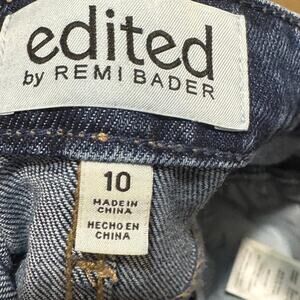 edited
by REMI BADER
10
MADE IN
CHINA
HECHO EN
CHINA